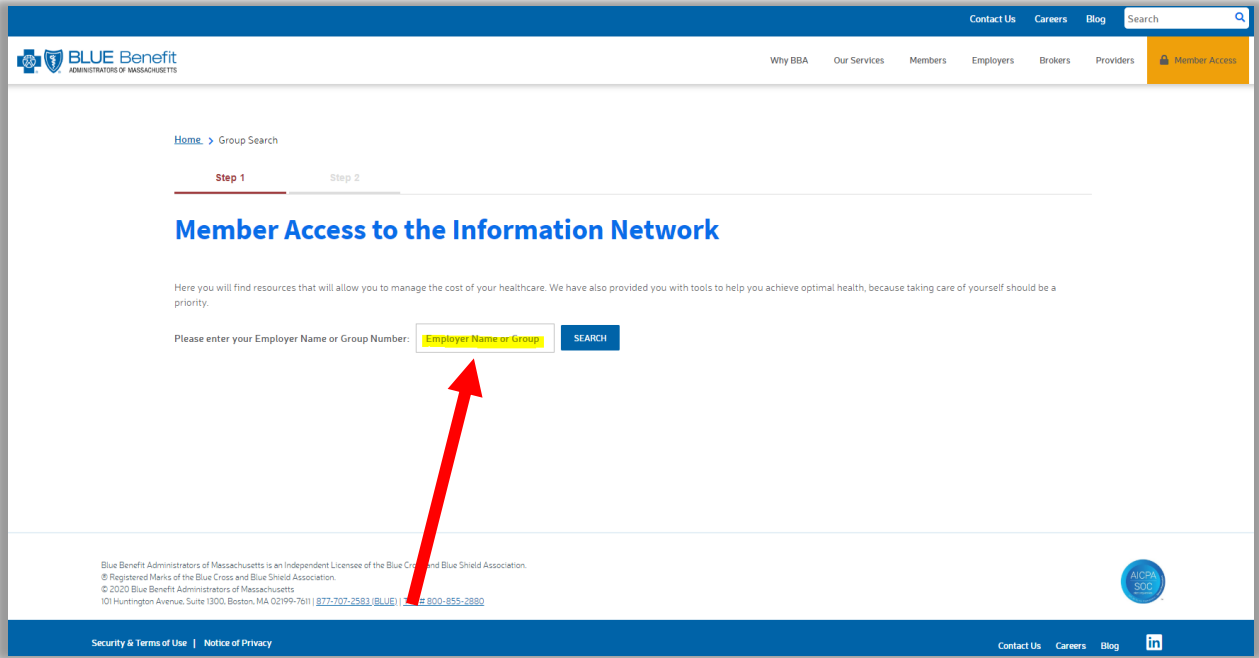 Contact Us Careers Blog Search
BLUE Benefit
ADMINISTRATORS OF MASSACHUSETTS
Why BBA Our Services Members Employers Brokers Providers Member Access
Home > Group Search
Step 1 Step 2
Member Access to the Information Network
Here you will find resources that will allow you to manage the cost of your healthcare. We have also provided you with tools to help you achieve optimal health, because taking care of yourself should be a
priority.
Please enter your Employer Name or Group Number: Employer Name or Group SEARCH
Blue Benefit Administrators of Massachusetts is an Independent Licensee of the Blue and Blue Shield Association.
® Registered Marks of the Blue Cross and Blue Shield Association.
© 2020 Blue Benefit Administrators of Massachusetts
101 Huntington Avenue, Suite 1300, Boston, MA 02199-7611 | 877-707-2583 (BLUE) | # 800-855-2880
AICPA
SOC
Security & Terms of Use | Notice of Privacy
Contact Us Careers Blog in